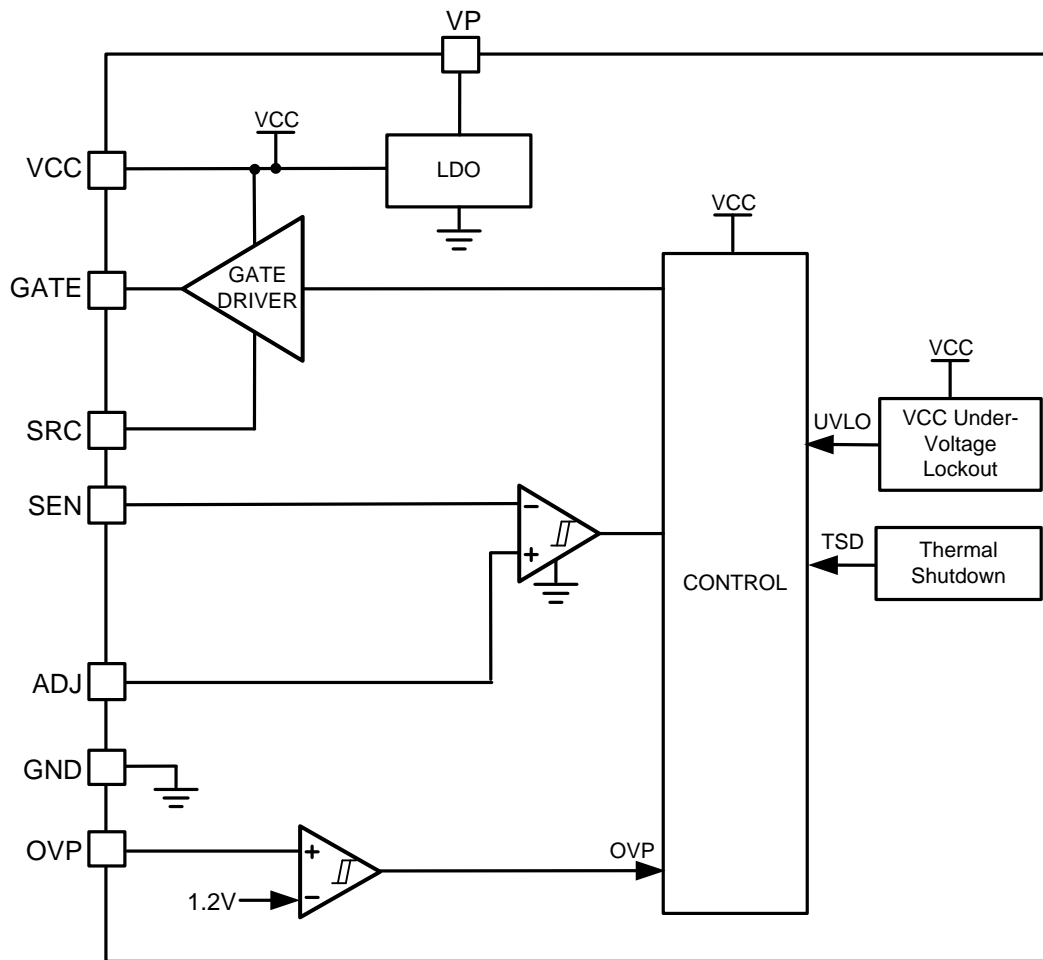 VP
VCC
VCC
LDO
VCC
GATE
GATE
DRIVER
VCC
SRC
UVLO
VCC Under-
Voltage
Lockout
SEN
TSD
Thermal
Shutdown
CONTROL
ADJ
GND
OVP
OVP
1.2V